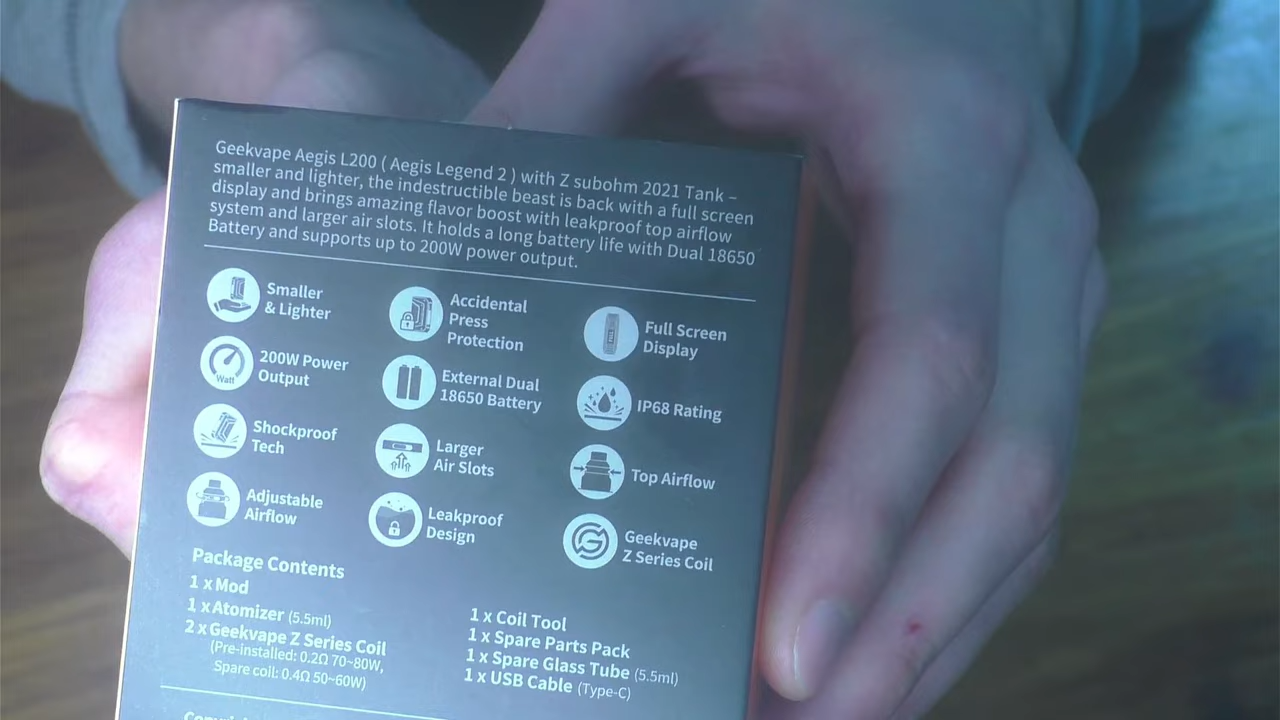 Geekvape Aegis L200 ( Aegis Legend 2 ) with Z subohm 2021 Tank –
smaller and lighter, the indestructible beast is back with a full screen
display and brings amazing flavor boost with leakproof top airflow
system and larger air slots. It holds a long battery life with Dual 18650
Battery and supports up to 200W power output.
Smaller
& Lighter
Accidental
Press
Protection
Full Screen
Display
Watt
200W Power
Output
External Dual
18650 Battery
IP68 Rating
Shockproof
Tech
Larger
Air Slots
Top Airflow
Adjustable
Airflow
Leakproof
Design
Geekvape
Z Series Coil
Package Contents
1 x Mod
1 x Atomizer (5.5ml)
2 x Geekvape Z Series Coil
(Pre-installed: 0.2Ω 70~80W,
Spare coil: 0.4Ω 50~60W)
1 x Coil Tool
1 x Spare Parts Pack
1 x Spare Glass Tube (5.5ml)
1 x USB Cable (Type-C)